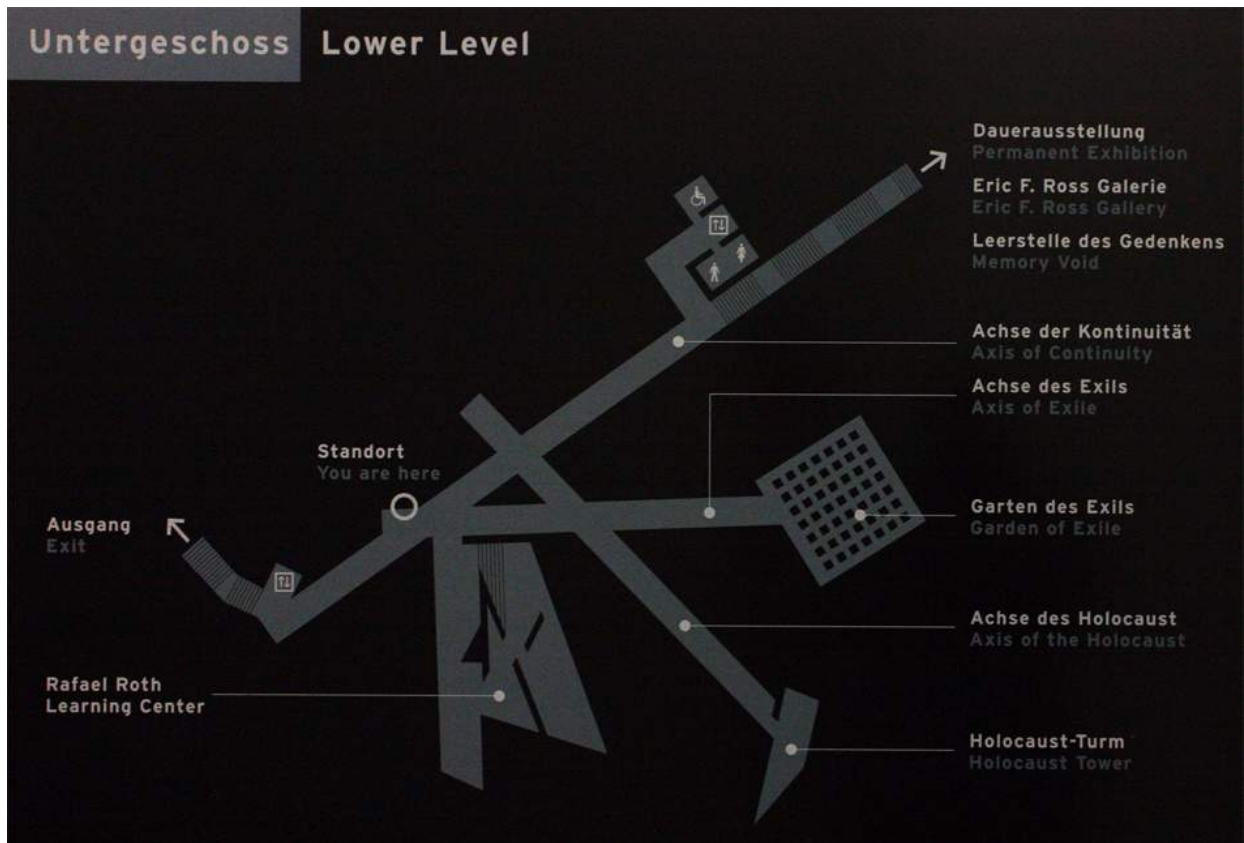 Untergeschoss Lower Level
Dauerausstellung
Permanent Exhibition
Eric F. Ross Galerie
Eric F. Ross Gallery
Leerstelle des Gedenkens
Memory Void
Achse der Kontinuität
Axis of Continuity
Achse des Exils
Axis of Exile
Standort
You are here
Ausgang
Exit
Garten des Exils
Garden of Exile
Achse des Holocaust
Axis of the Holocaust
Rafael Roth
Learning Center
Holocaust-Turm
Holocaust Tower